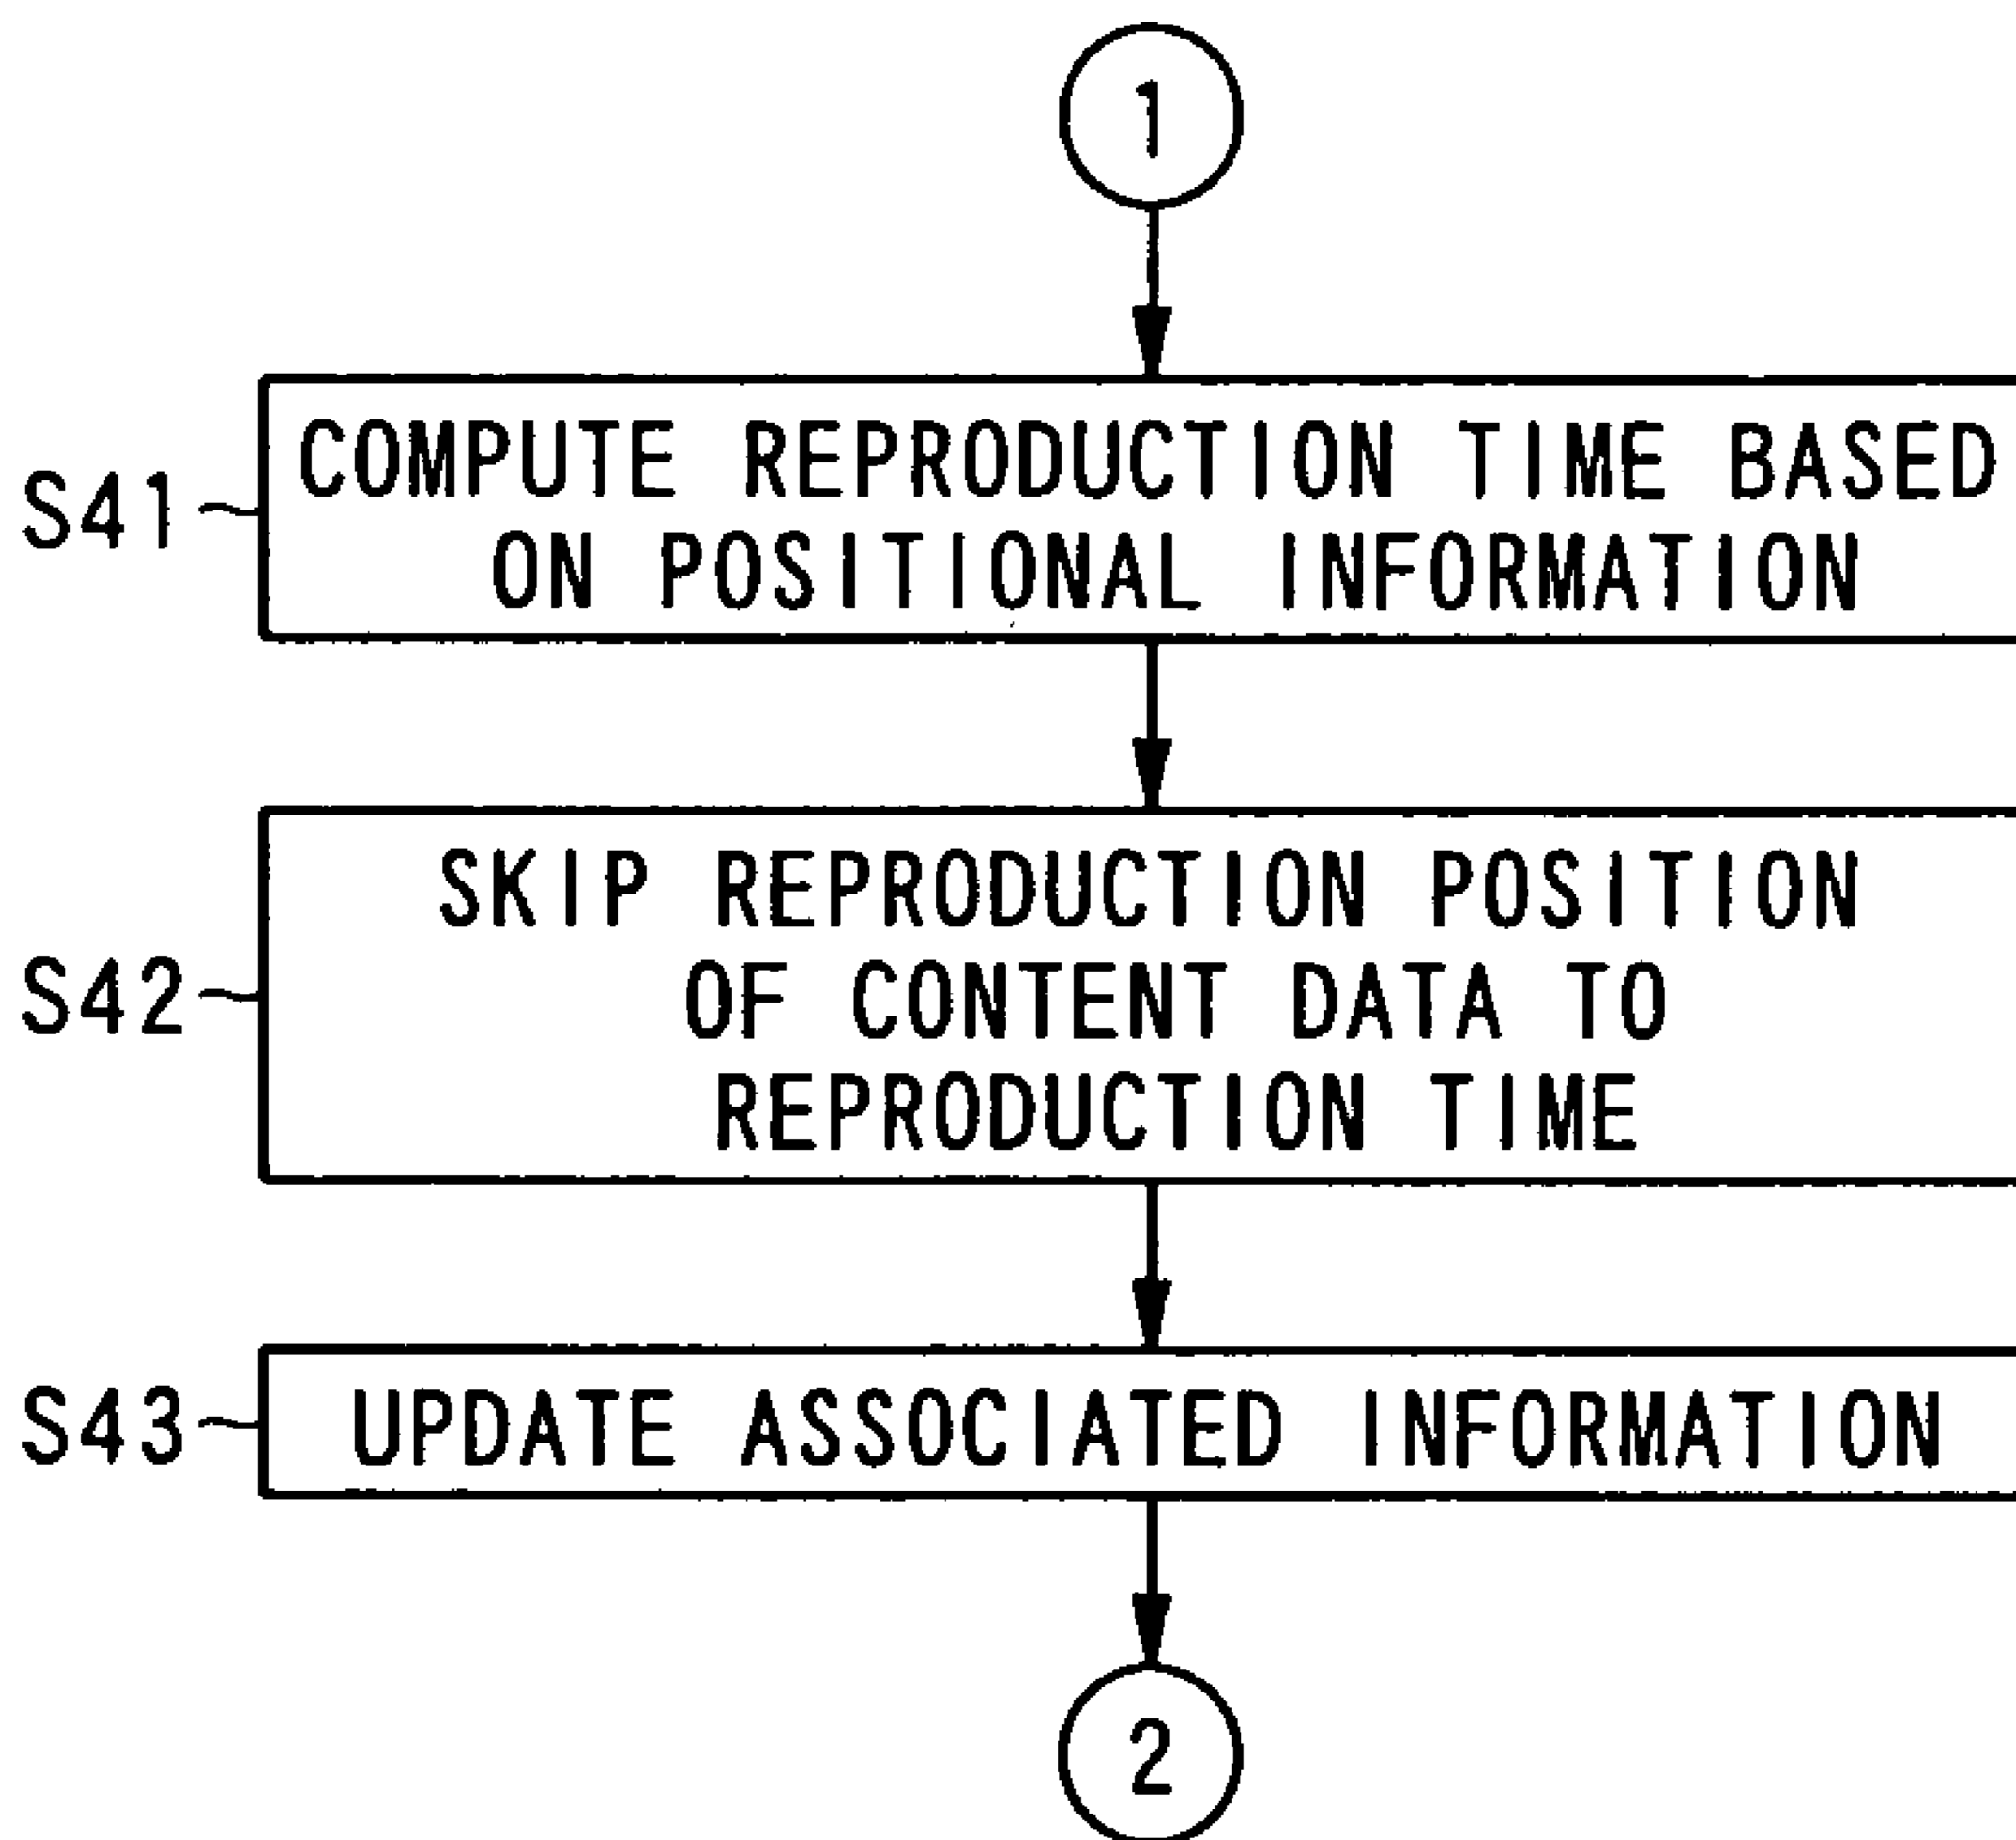 1
S41
COMPUTE REPRODUCTION TIME BASED
ON POSITIONAL INFORMATION
S42
SKIP REPRODUCTION POSITION
OF CONTENT DATA TO
REPRODUCTION TIME
S43
UPDATE ASSOCIATED INFORMATION
2